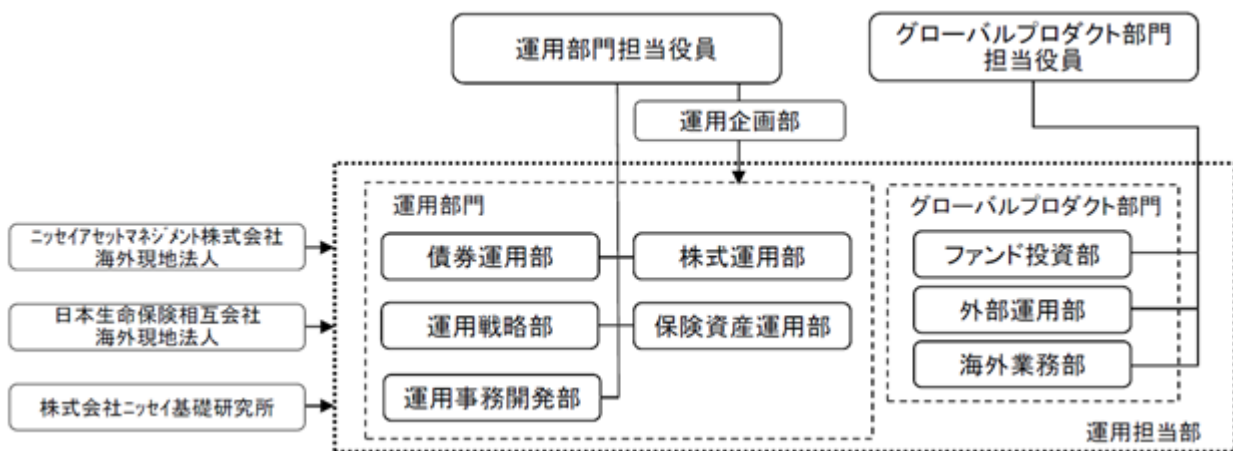 運用部門担当役員
グローバルプロダクト部門
担当役員
運用企画部
運用部門
グローバルプロダクト部門
ニッセイアセットマネジメント株式会社
海外現地法人
債券運用部
株式運用部
ファンド投資部
日本生命保険相互会社
海外現地法人
運用戦略部
保険資産運用部
外部運用部
海外業務部
株式会社ニッセイ基礎研究所
運用事務開発部
運用担当部